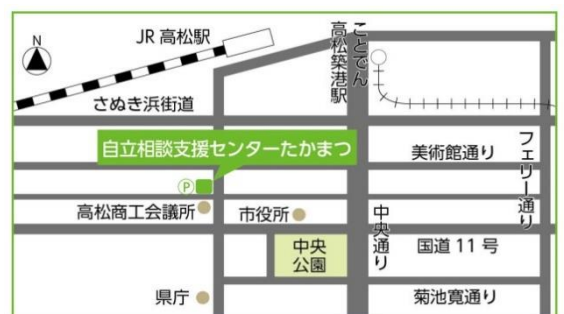 N
JR 高松駅
ことでん
高松築港駅
さぬき浜街道
自立相談支援センターたかまつ
美術館通り
フェリー通り
P
高松商工会議所
市役所
中央通り
国道 11 号
中央
公園
県庁
菊池寛通り